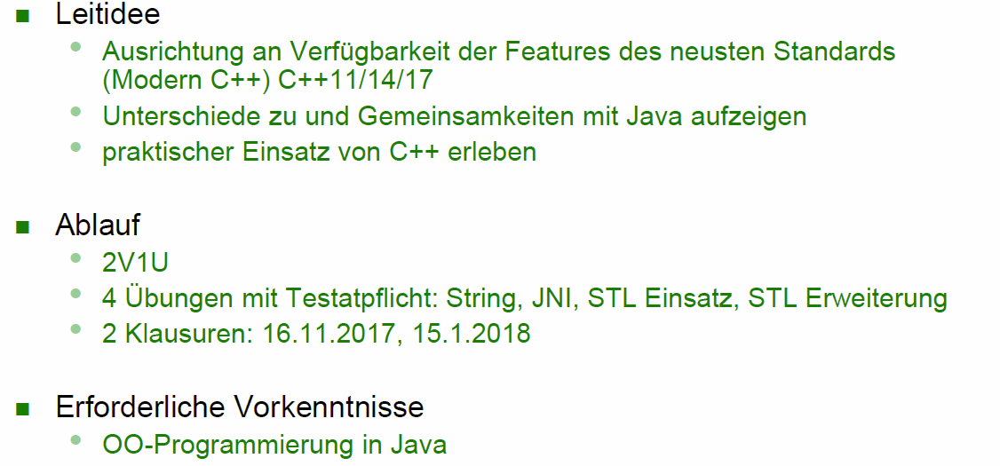 Leitidee
Ausrichtung an Verfügbarkeit der Features des neusten Standards
(Modern C++) C++11/14/17
Unterschiede zu und Gemeinsamkeiten mit Java aufzeigen
praktischer Einsatz von C++ erleben
Ablauf
2V1U
4 Übungen mit Testatpflicht: String, JNI, STL Einsatz, STL Erweiterung
2 Klausuren: 16.11.2017, 15.1.2018
Erforderliche Vorkenntnisse
OO-Programmierung in Java